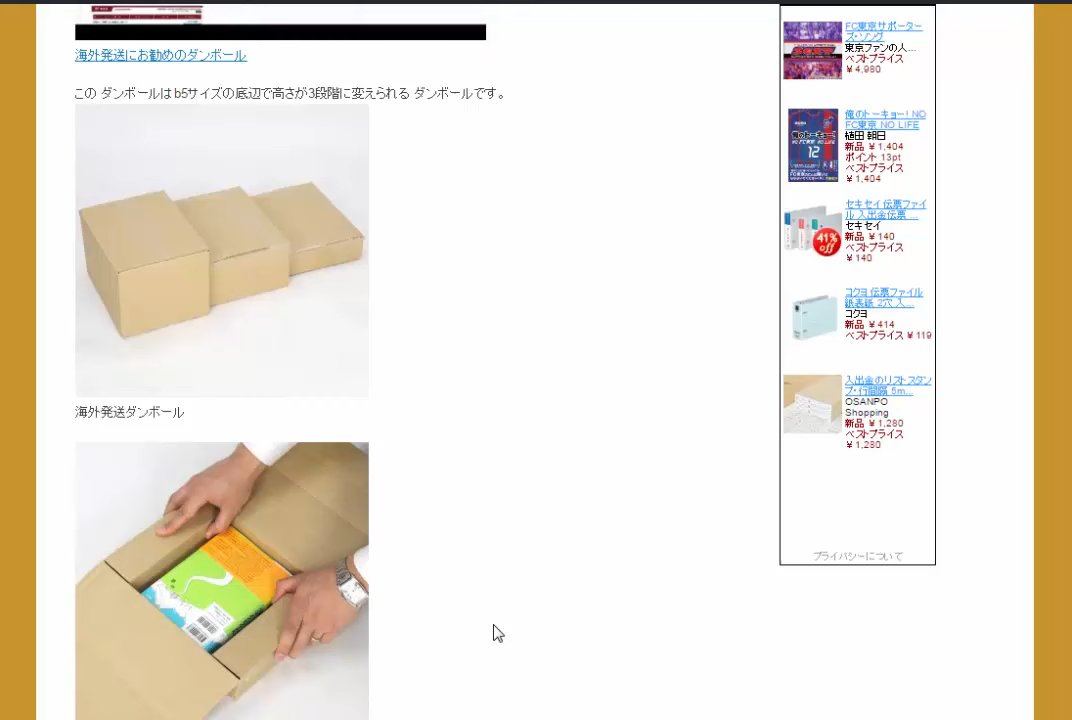 海外発送にお勧めのダンボール
この ダンボールはb5サイズの底辺で高さが3段階に変えられる ダンボールです。
海外発送ダンボール
FC東京サポーター
ズ・ソング
東京ファンの人...
ベストプライス
¥ 4,980
俺のトーキョー! NO
FC東京 NO LIFE
植田 朝日
新品 ¥ 1,404
ポイント 13pt
ベストプライス
¥ 1,404
セキセイ 伝票ファイ
ル 入出金伝票 ...
セキセイ
新品 ¥ 140
ベストプライス
¥ 140
41%
off
コクヨ 伝票ファイル
紙表紙 2穴 入...
コクヨ
新品 ¥ 414
ベストプライス ¥ 119
入出金のリスト スタン
プ・行間隔 5m...
OSANPO
Shopping
新品 ¥ 1,280
ベストプライス
¥ 1,280
プライバシーについて